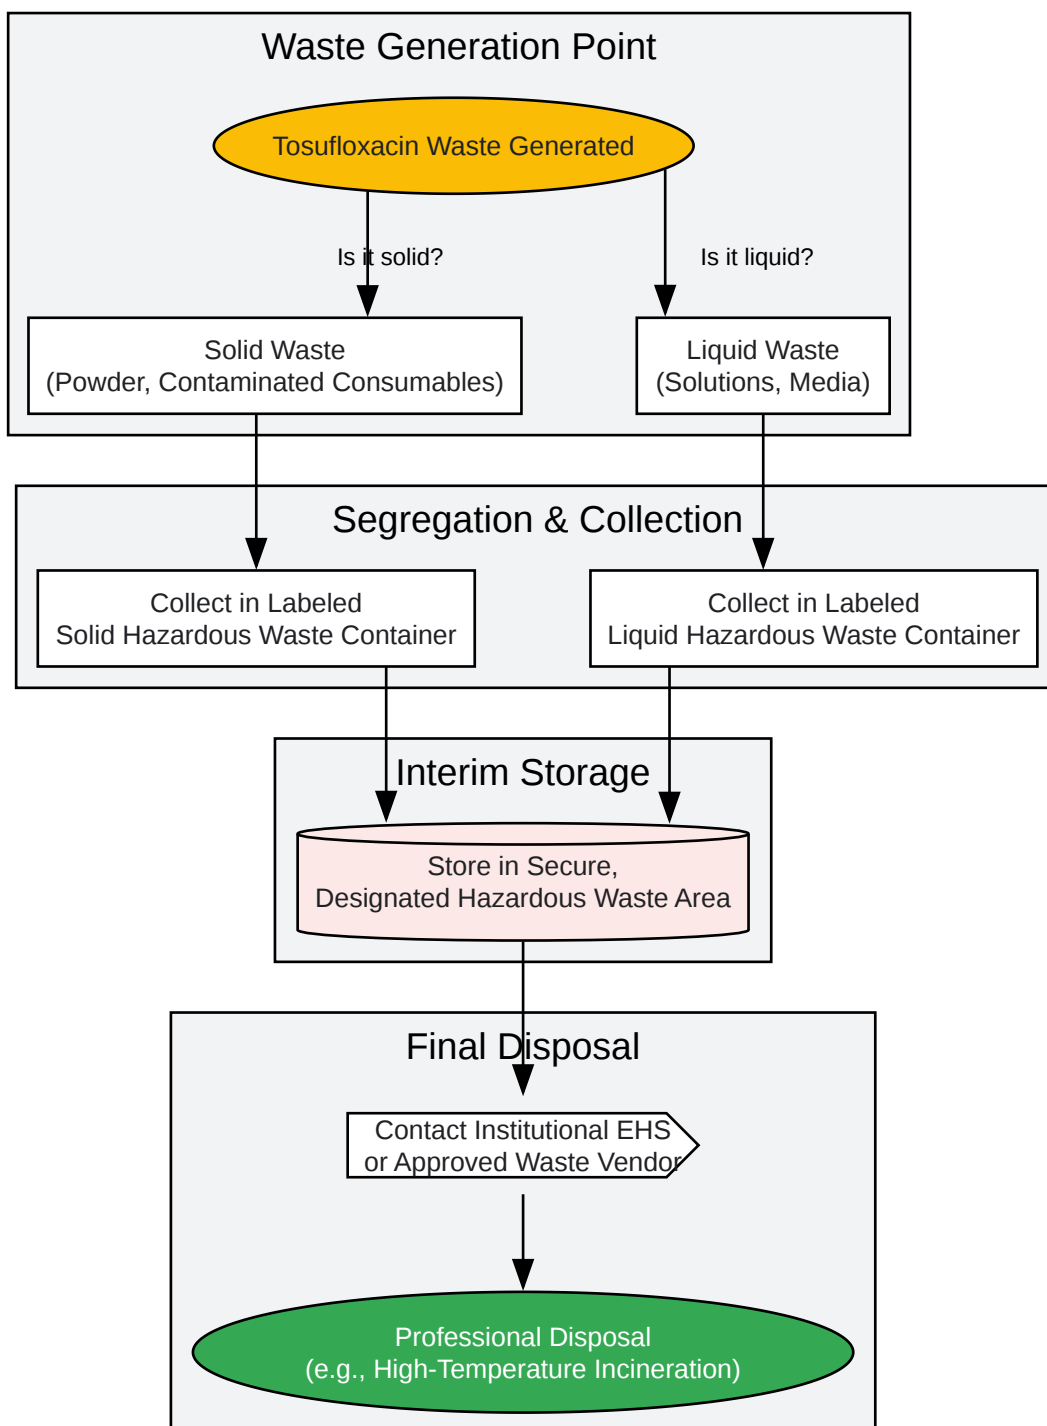 Waste Generation Point
Tosufloxacin Waste Generated
Is it solid?
Is it liquid?
Solid Waste
(Powder, Contaminated Consumables)
Liquid Waste
(Solutions, Media)
Segregation & Collection
Collect in Labeled
Solid Hazardous Waste Container
Collect in Labeled
Liquid Hazardous Waste Container
Interim Storage
Store in Secure,
Designated Hazardous Waste Area
Final Disposal
Contact Institutional EHS
or Approved Waste Vendor
Professional Disposal
(e.g., High-Temperature Incineration)